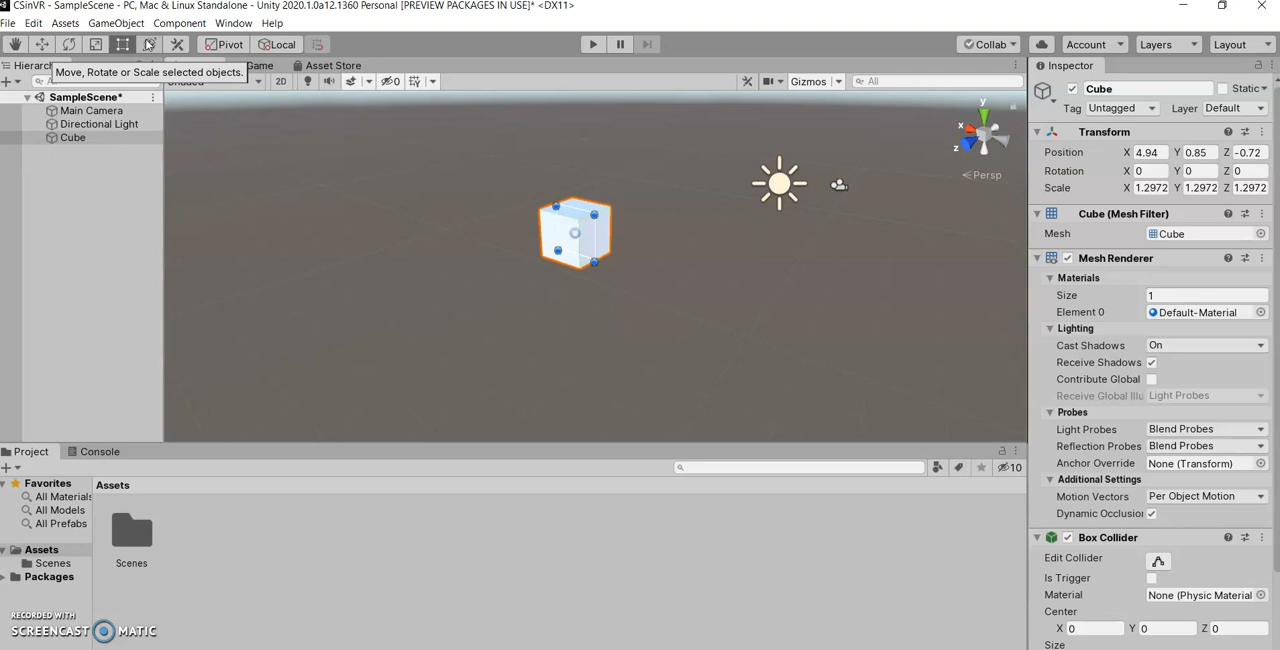 CSinVR - SampleScene - PC, Mac & Linux Standalone - Unity 2020.1.0a12.1360 Personal [PREVIEW PACKAGES IN USE]* <DX11>
File Edit Assets GameObject Component Window Help
Pivot Local Collab Account Layers Layout
Hierarch Game Asset Store Inspector
Move, Rotate or Scale selected objects.
2D 0 Gizmos All
SampleScene*
Main Camera
Directional Light
Cube
y
x
z
Persp
Cube Static
Tag Untagged Layer Default
Transform
Position X 4.94 Y 0.85 Z -0.72
Rotation X 0 Y 0 Z 0
Scale X 1.2972 Y 1.2972 Z 1.2972
Cube (Mesh Filter)
Mesh Cube
Mesh Renderer
Materials
Size 1
Element 0 Default-Material
Lighting
Cast Shadows On
Receive Shadows
Contribute Global
Receive Global Illu Light Probes
Probes
Light Probes Blend Probes
Reflection Probes Blend Probes
Anchor Override None (Transform)
Additional Settings
Motion Vectors Per Object Motion
Dynamic Occlusion
Box Collider
Edit Collider
Is Trigger
Material None (Physic Material
Center
X 0 Y 0 Z 0
Size
Project Console
10
Favorites
All Materials
All Models
All Prefabs
Assets
Scenes
Packages
Assets
Scenes
RECORDED WITH
SCREENCAST MATIC